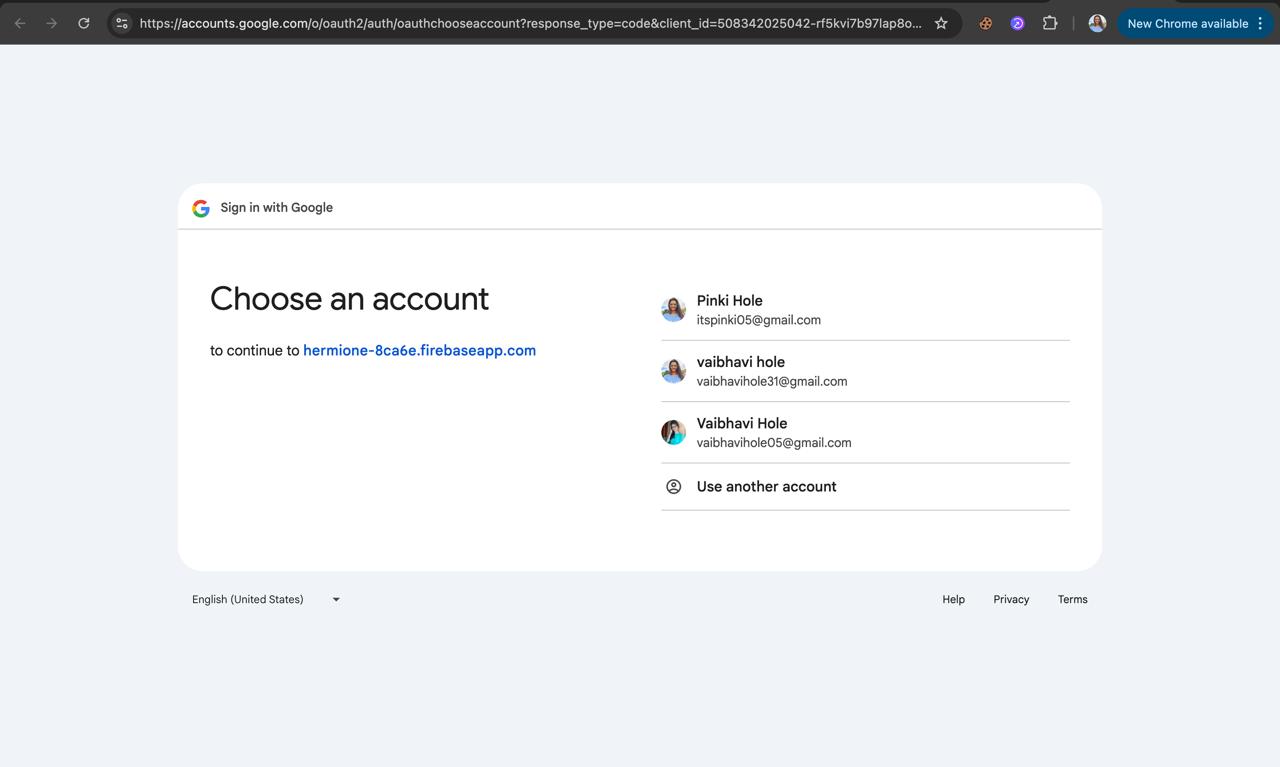 https://accounts.google.com/o/oauth2/auth/oauthchooseaccount?response_type=code&client_id=508342025042-rf5kvi7b97lap8o...
New Chrome available
Sign in with Google
Choose an account
to continue to hermione-8ca6e.firebaseapp.com
Pinki Hole
itspinki05@gmail.com
vaibhavi hole
vaibhavihole31@gmail.com
Vaibhavi Hole
vaibhavihole05@gmail.com
Use another account
English (United States)
Help
Privacy
Terms